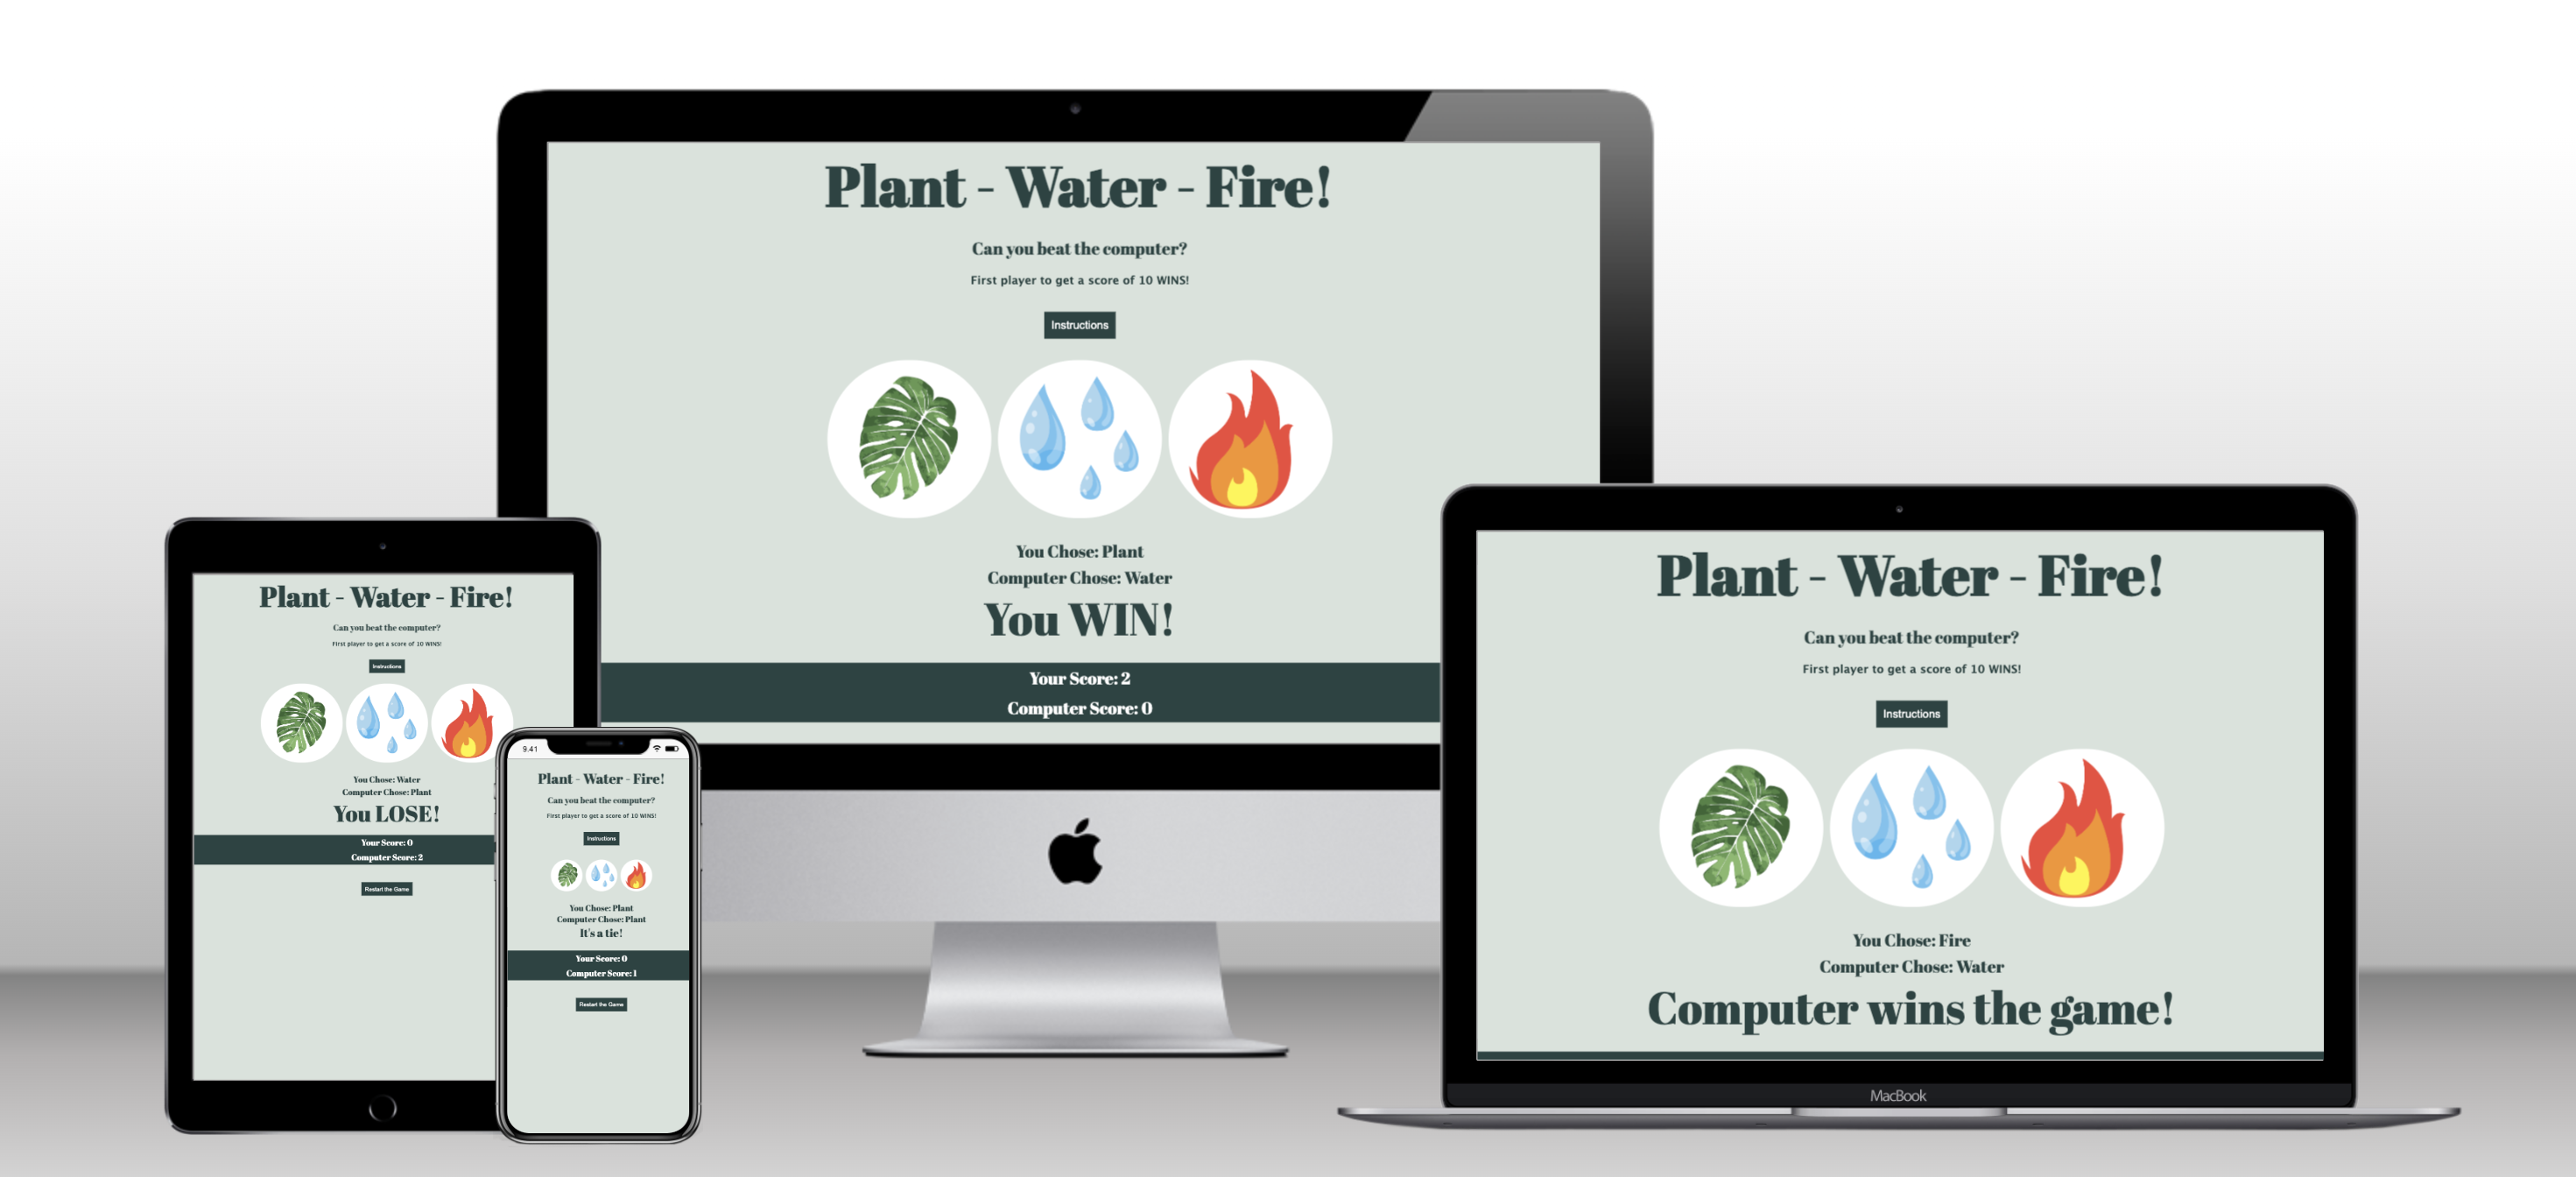 Plant - Water - Fire!
Can you beat the computer?
First player to get a score of 10 WINS!
Instructions
You Chose: Plant
Computer Chose: Water
You WIN!
Your Score: 2
Computer Score: 0
Plant - Water - Fire!
Can you beat the computer?
First player to get a score of 10 WINS!
Instructions
You Chose: Water
Computer Chose: Plant
You LOSE!
Your Score: 0
Computer Score: 2
Restart the Game
9:41
Plant - Water - Fire!
Can you beat the computer?
First player to get a score of 10 WINS!
Instructions
You Chose: Plant
Computer Chose: Plant
It's a tie!
Your Score: 0
Computer Score: 1
Restart the Game
Plant - Water - Fire!
Can you beat the computer?
First player to get a score of 10 WINS!
Instructions
You Chose: Fire
Computer Chose: Water
Computer wins the game!
MacBook